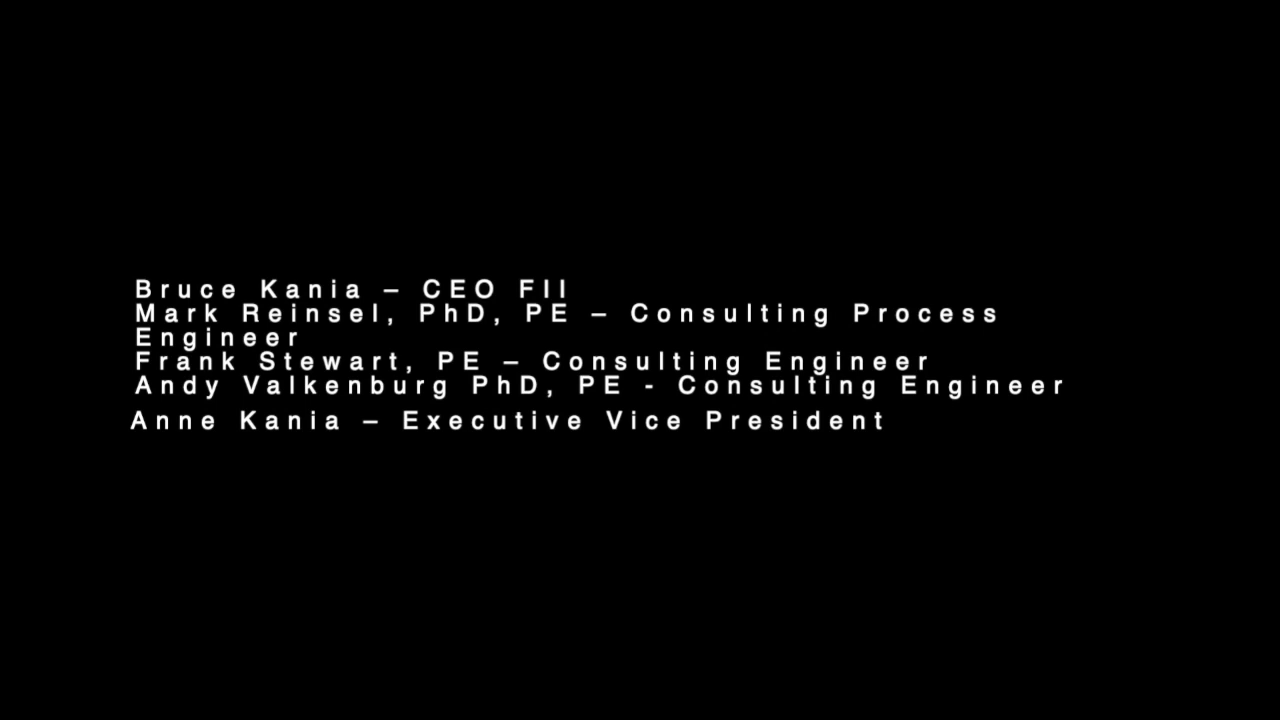 Bruce Kania – CEO FII
Mark Reinsel, PhD, PE – Consulting Process
Engineer
Frank Stewart, PE – Consulting Engineer
Andy Valkenburg PhD, PE - Consulting Engineer
Anne Kania – Executive Vice President